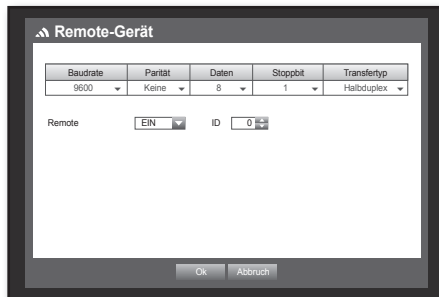 Remote-Gerät
Baudrate Parität Daten Stoppbit Transfertyp
9600 Keine 8 1 Halbduplex
Remote EIN ID 0
Ok Abbruch